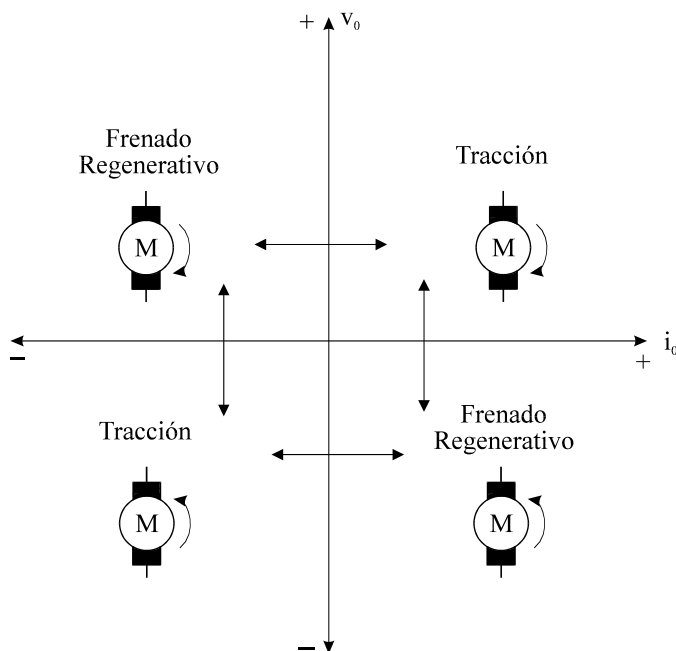 + v₀
Frenado
Regenerativo
Tracción
M
M
− i₀
+
Tracción
Frenado
Regenerativo
M
M
−